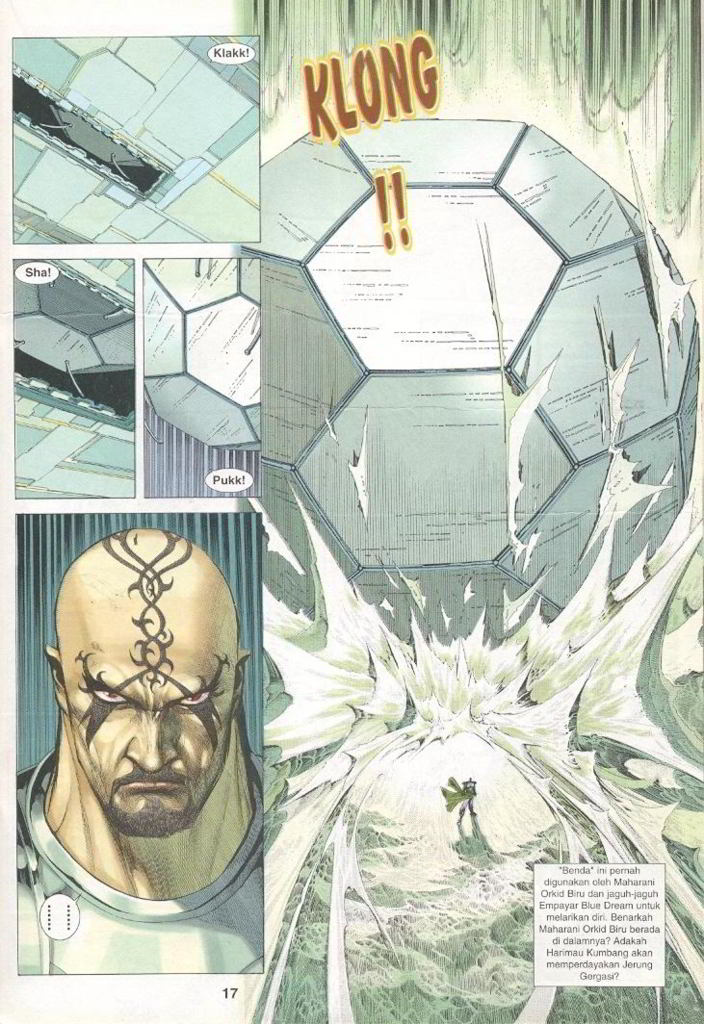 Klakk!
KLONG
!!
Sha!
Pukk!
"Benda" ini pernah
digunakan oleh Maharani
Orkid Biru dan jaguh-jaguh
Empayar Blue Dream untuk
melarikan diri. Benarkah
Maharani Orkid Biru berada
di dalamnya? Adakah
Harimau Kumbang akan
memperdayakan Jerung
Gergasi?
17